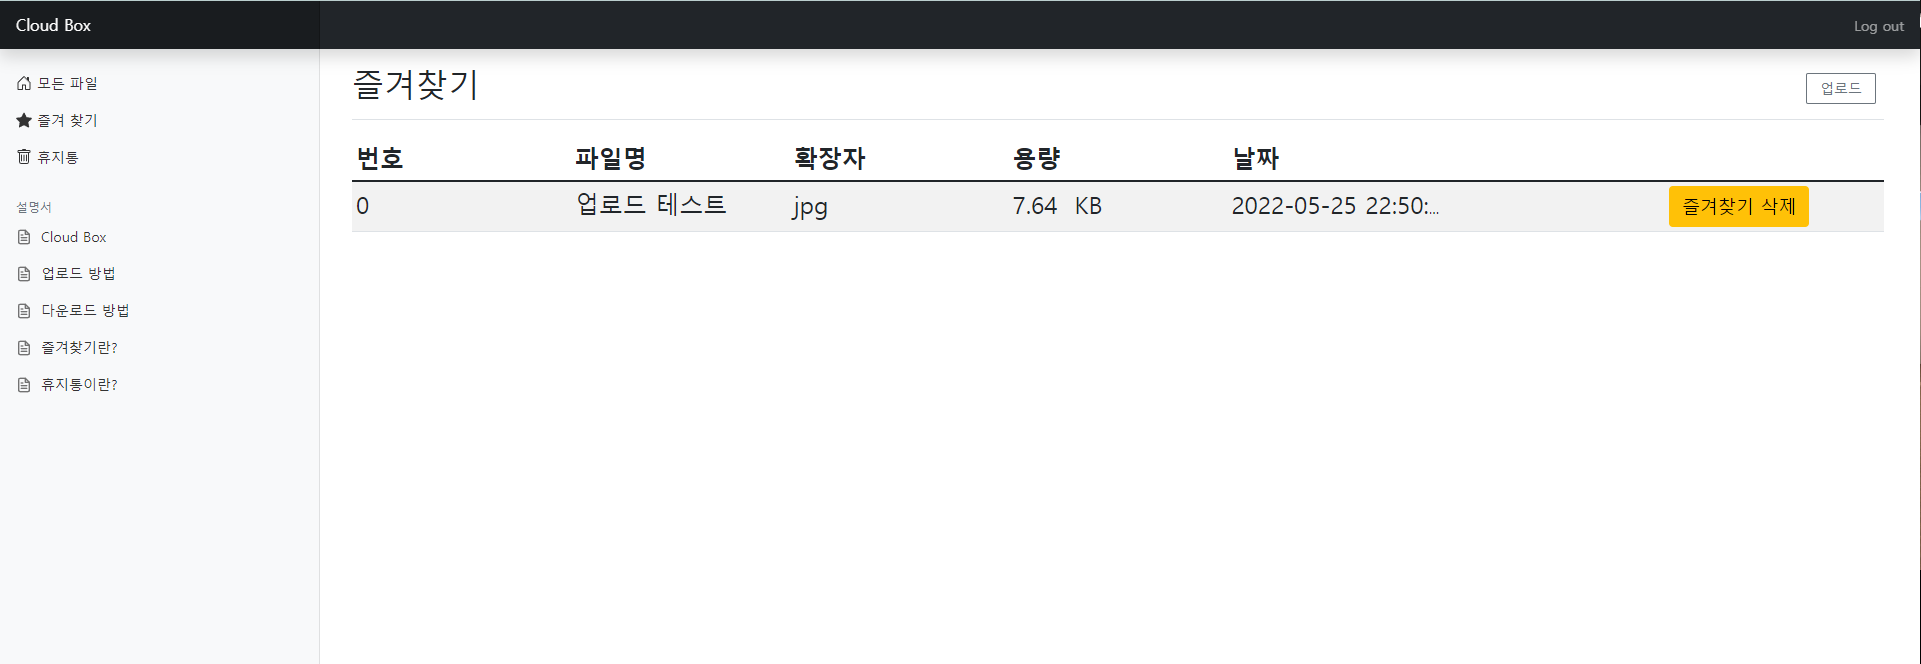 Cloud Box
Log out
모든 파일
즐겨 찾기
휴지통
설명서
Cloud Box
업로드 방법
다운로드 방법
즐겨찾기란?
휴지통이란?
즐겨찾기
업로드
번호 파일명 확장자 용량 날짜
0 업로드 테스트 jpg 7.64 KB 2022-05-25 22:50:... 즐겨찾기 삭제